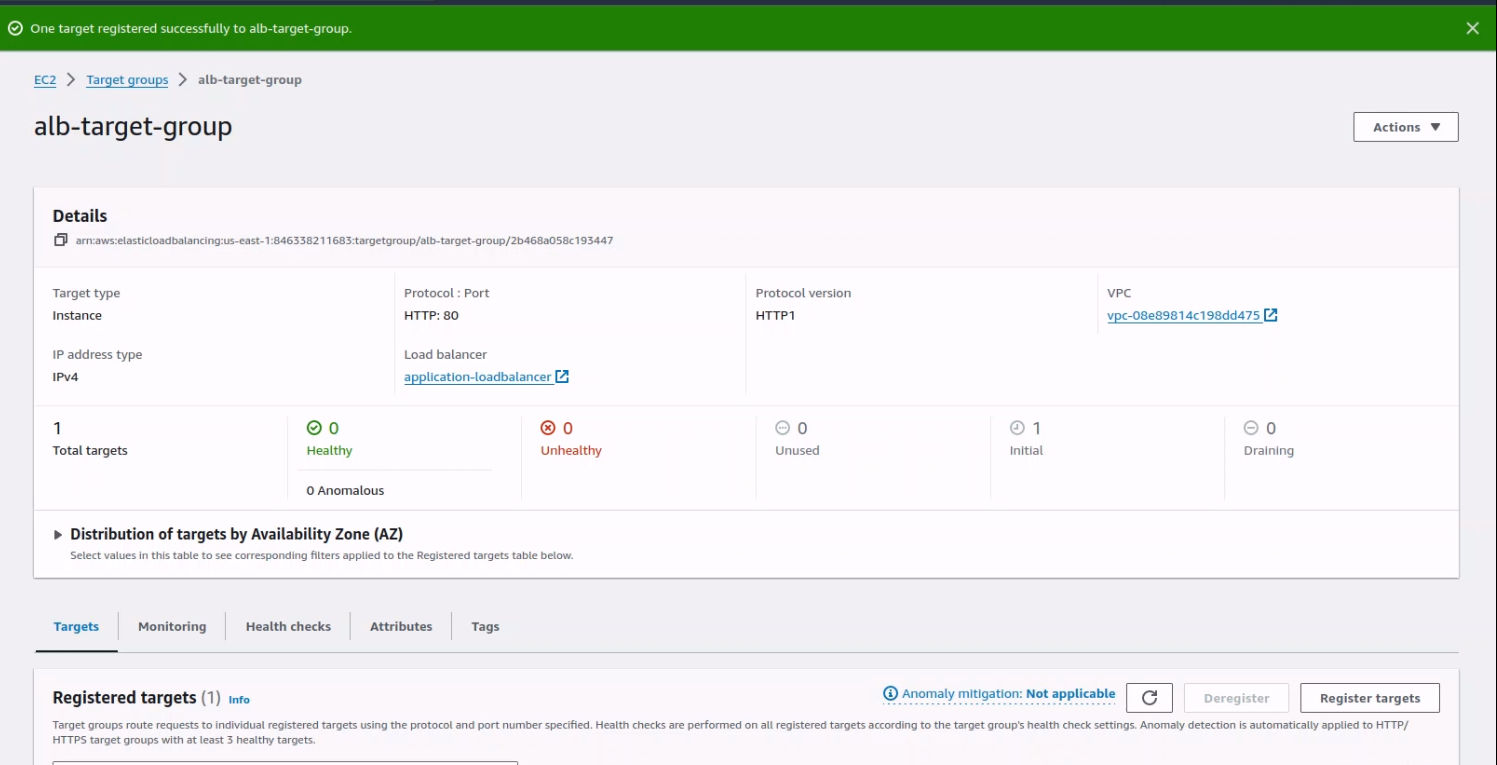 One target registered successfully to alb-target-group.
EC2 Target groups alb-target-group
alb-target-group
Actions
Details
arn:aws:elasticloadbalancing:us-east-1:846338211683:targetgroup/alb-target-group/2b468a058c193447
Target type
Instance
Protocol : Port
HTTP: 80
Protocol version
HTTP1
VPC
vpc-08e89814c198dd475
IP address type
IPv4
Load balancer
application-loadbalancer
1
Total targets
0
Healthy
0 Anomalous
0
Unhealthy
0
Unused
1
Initial
0
Draining
Distribution of targets by Availability Zone (AZ)
Select values in this table to see corresponding filters applied to the Registered targets table below.
Targets Monitoring Health checks Attributes Tags
Registered targets (1) Info
Anomaly mitigation: Not applicable
Deregister
Register targets
Target groups route requests to individual registered targets using the protocol and port number specified. Health checks are performed on all registered targets according to the target group's health check settings. Anomaly detection is automatically applied to HTTP/
HTTPS target groups with at least 3 healthy targets.